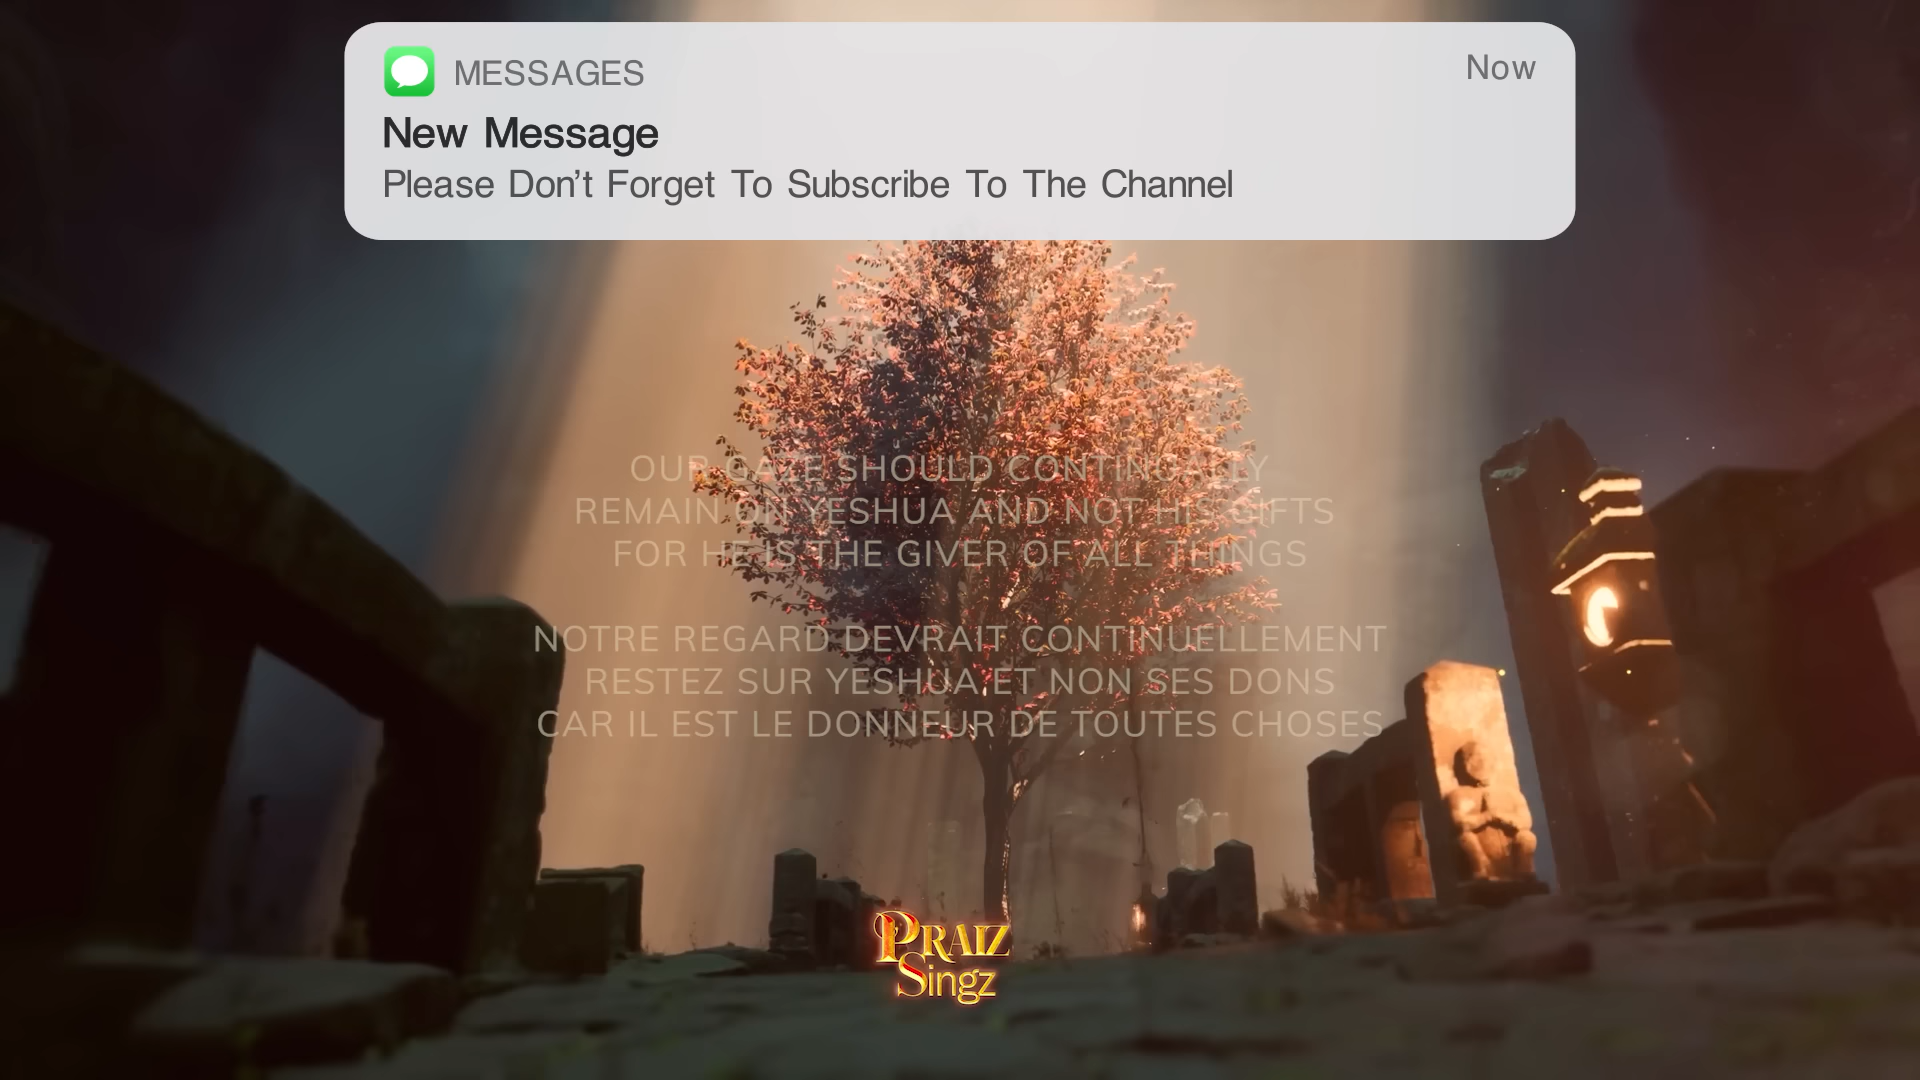 MESSAGES
Now
New Message
Please Don't Forget To Subscribe To The Channel
OUR GAZE SHOULD CONTINUALLY
REMAIN ON YESHUA AND NOT HIS GIFTS
FOR HE IS THE GIVER OF ALL THINGS
NOTRE REGARD DEVRAIT CONTINUELLEMENT
RESTEZ SUR YESHUA ET NON SES DONS
CAR IL EST LE DONNEUR DE TOUTES CHOSES
PRAIZ
Singz